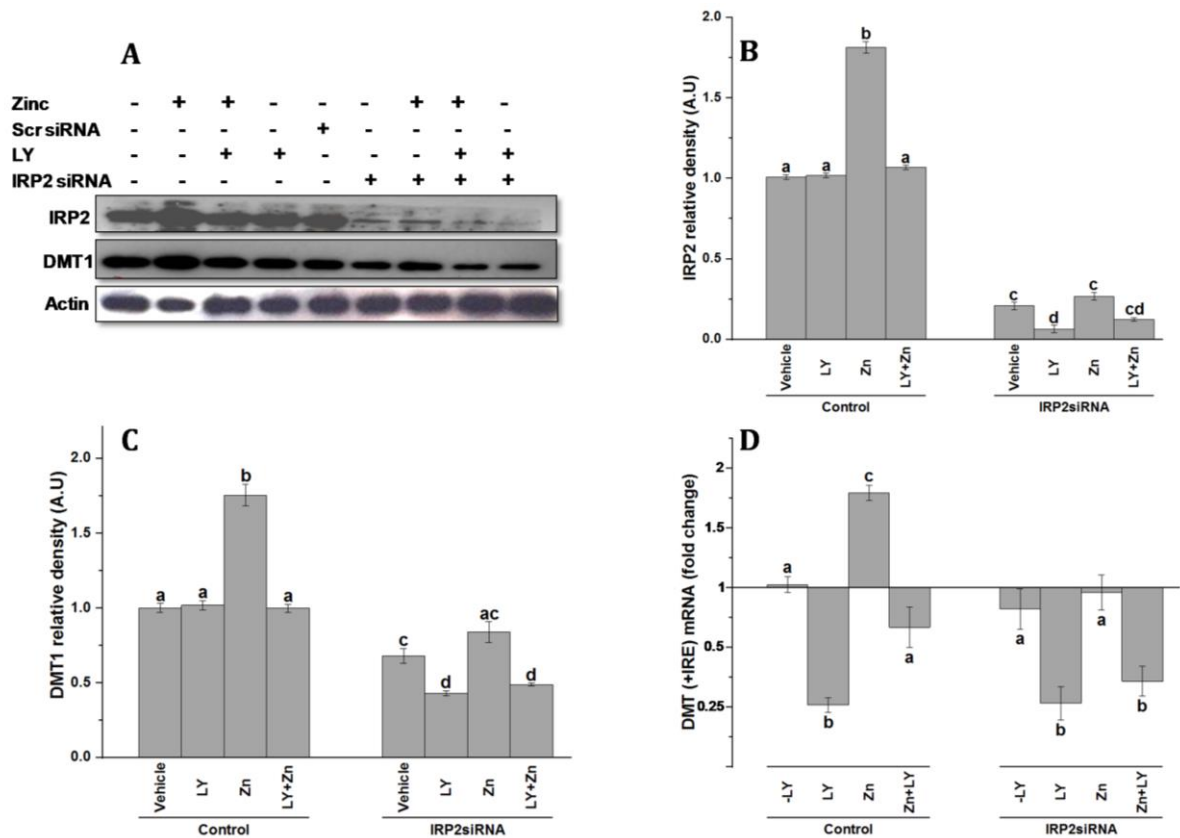 A
Zinc - + + - - - + + -
Scr siRNA - - - - + - - - -
LY - - + + - - - + +
IRP2 siRNA - - - - - + + + +
IRP2
DMT1
Actin
B
IRP2 relative density (A.U)
2.0
1.5
1.0
0.5
0.0
a a b a c d c cd
Vehicle LY Zn LY+Zn Vehicle LY Zn LY+Zn
Control IRP2siRNA
C
DMT1 relative density (A.U)
2.0
1.5
1.0
0.5
0.0
a a b a c d ac d
Vehicle LY Zn LY+Zn Vehicle LY Zn LY+Zn
Control IRP2siRNA
D
DMT (+IRE) mRNA (fold change)
2
1.5
1
0.5
0.25
a b c a a b a b
-LY LY Zn Zn+LY -LY LY Zn Zn+LY
Control IRP2siRNA